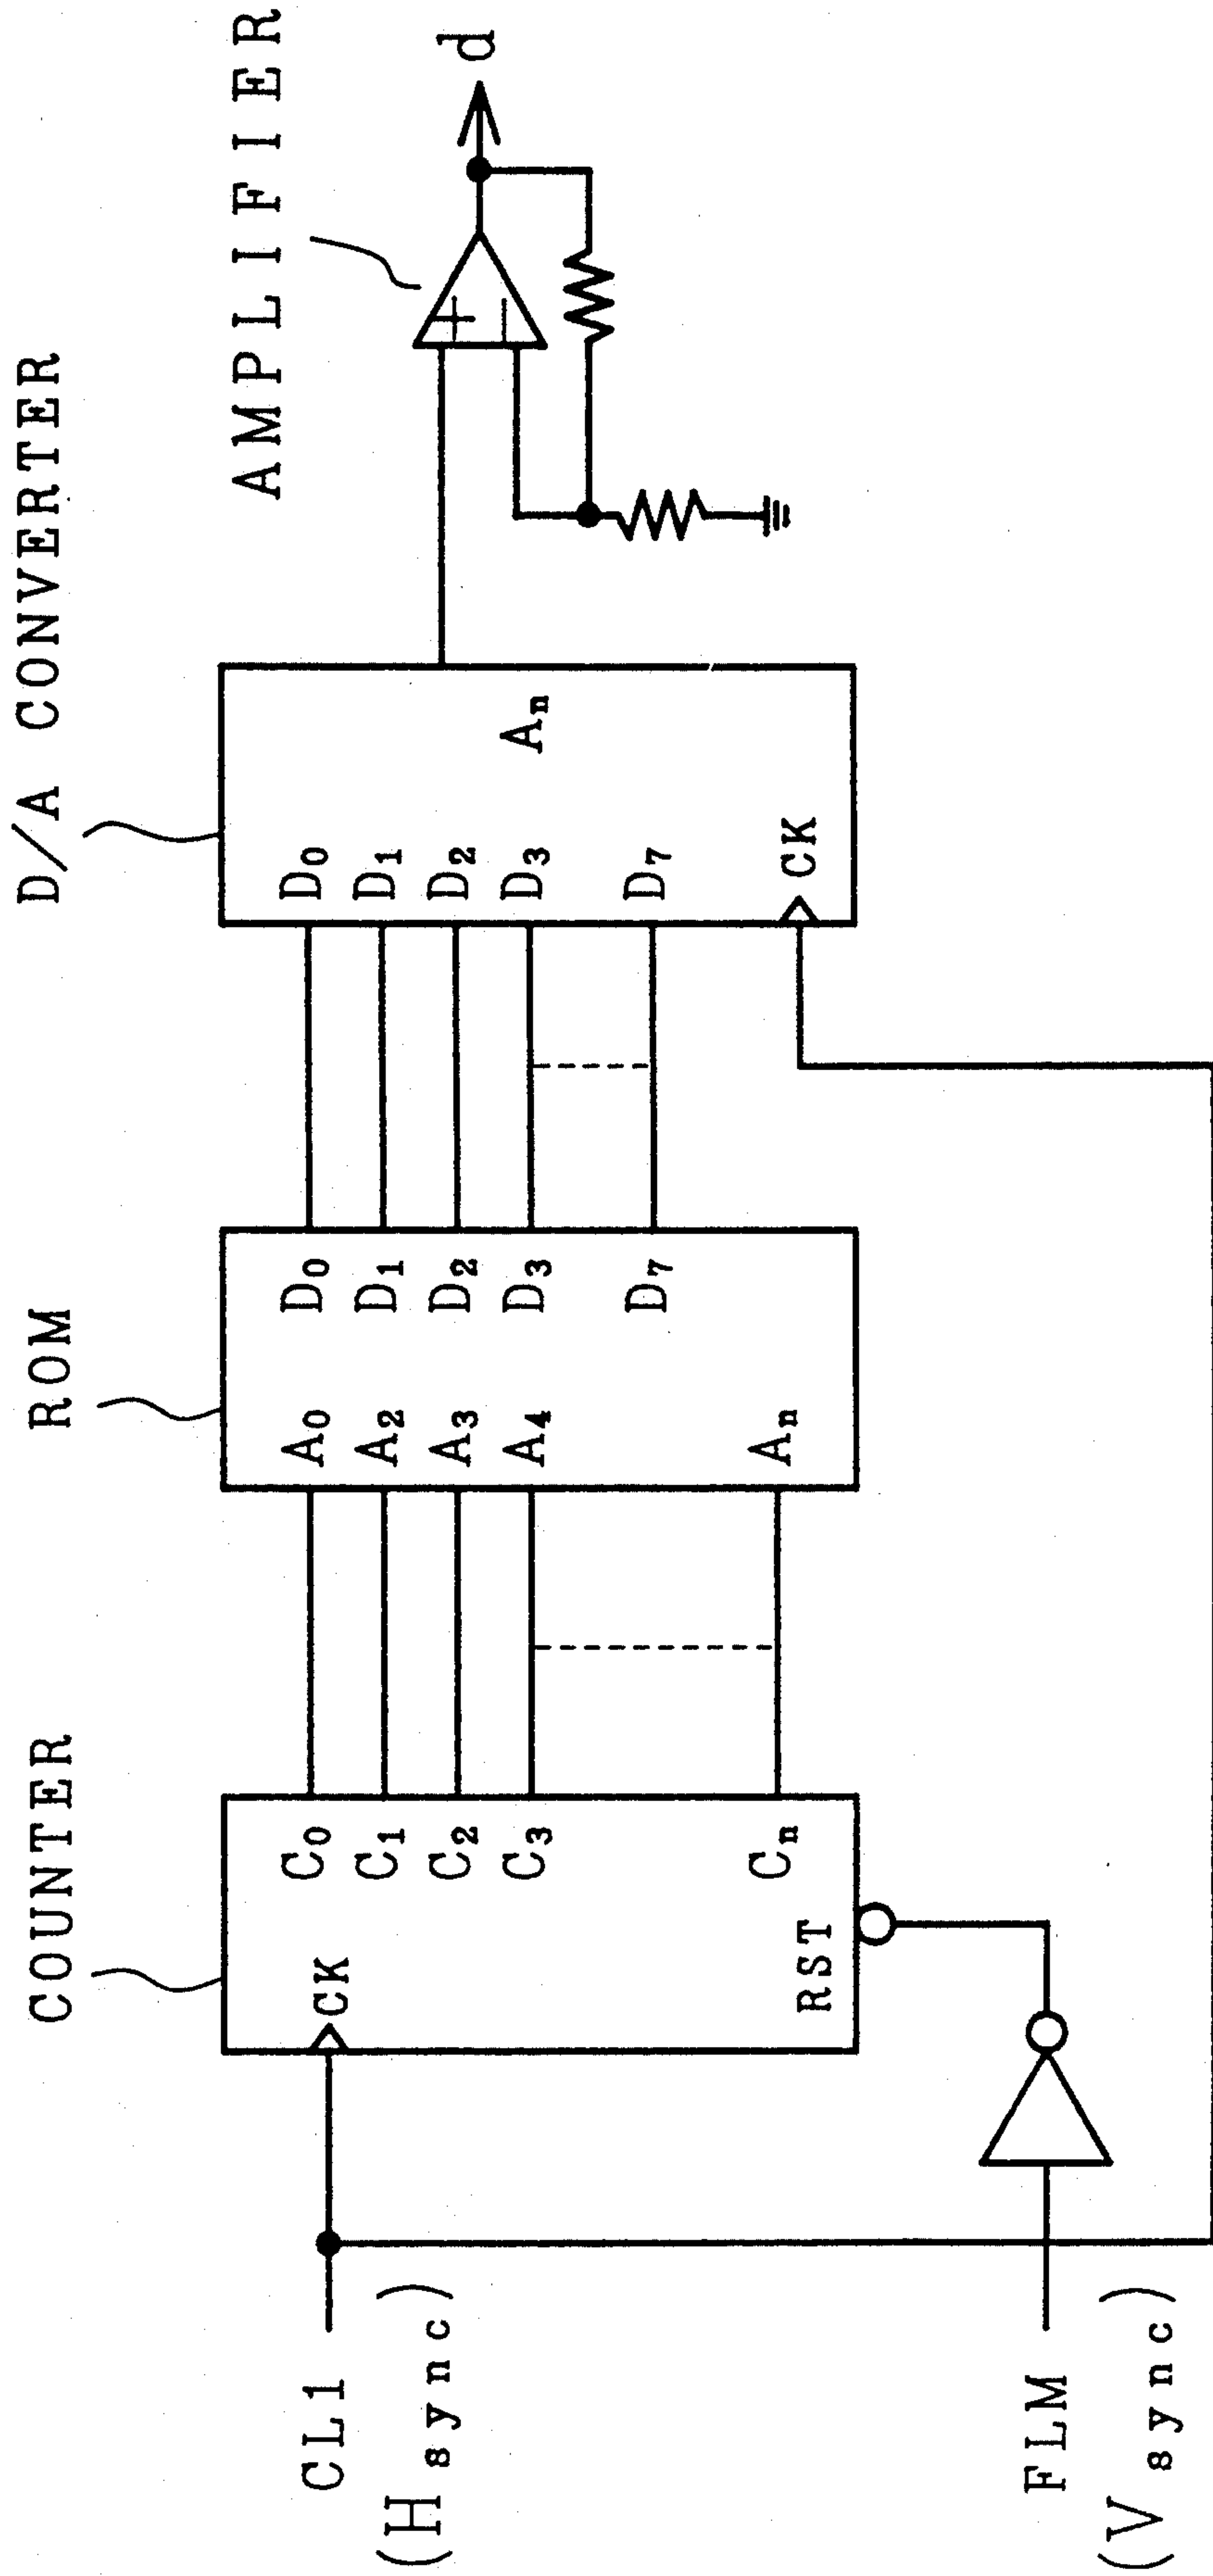 COUNTER
ROM
D/A CONVERTER
AMPLIFIER
CL1
(Hsync)
FLM
(Vsync)
CK
RST
C0
C1
C2
C3
Cn
A0
A2
A3
A4
An
D0
D1
D2
D3
D7
D0
D1
D2
D3
D7
CK
An
+
−
d